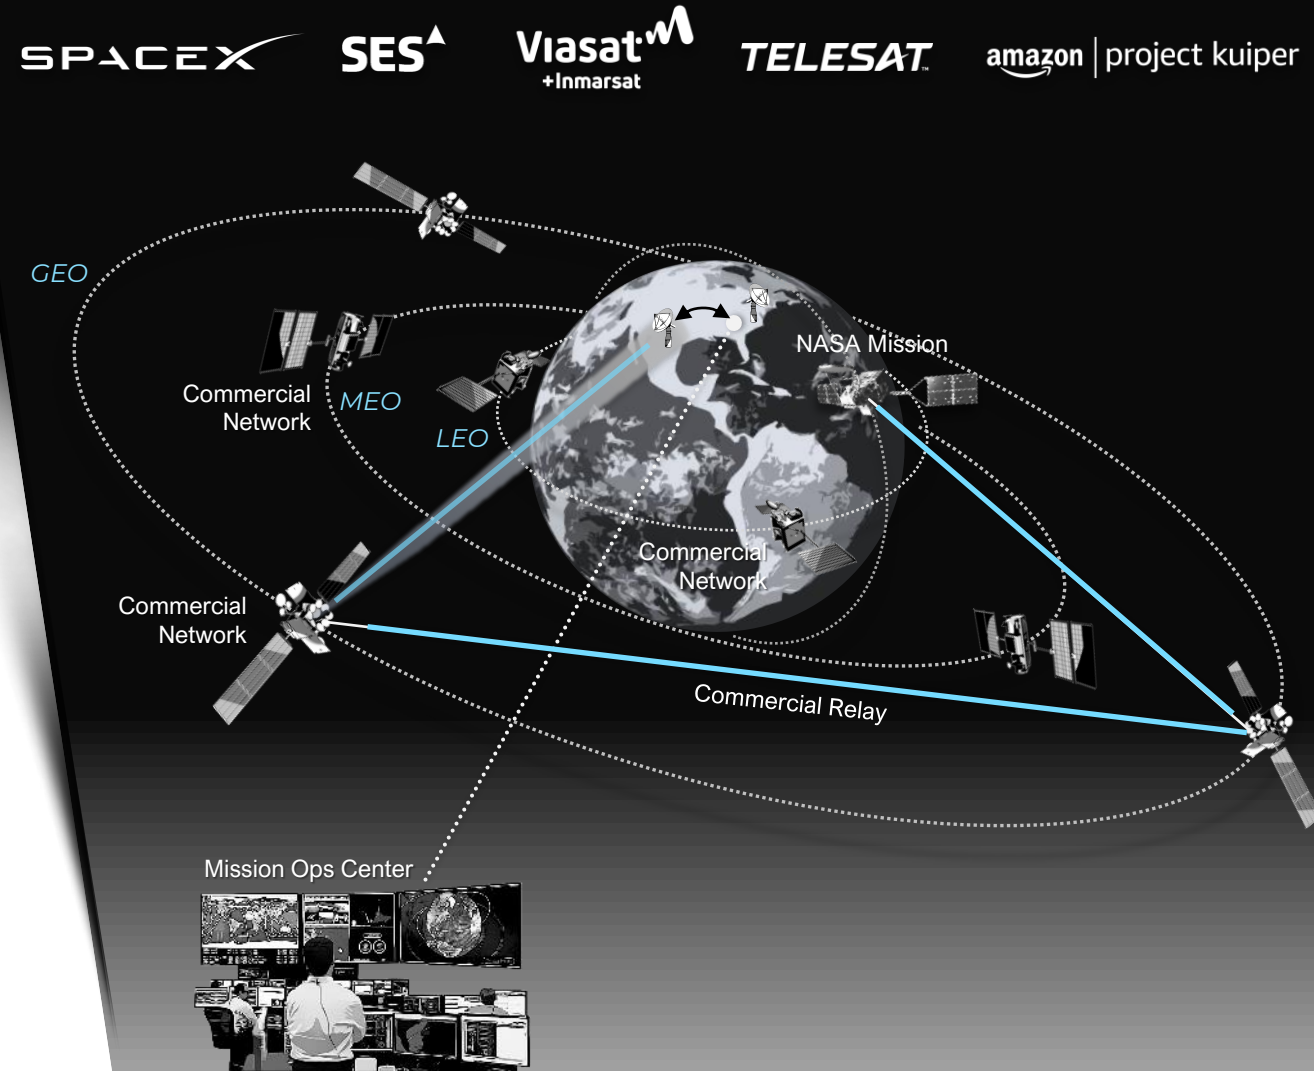 SPACEX
SES
Viasat
+Inmarsat
TELESAT™
amazon | project kuiper
GEO
NASA Mission
Commercial
Network
MEO
LEO
Commercial
Network
Commercial
Network
Commercial Relay
Mission Ops Center